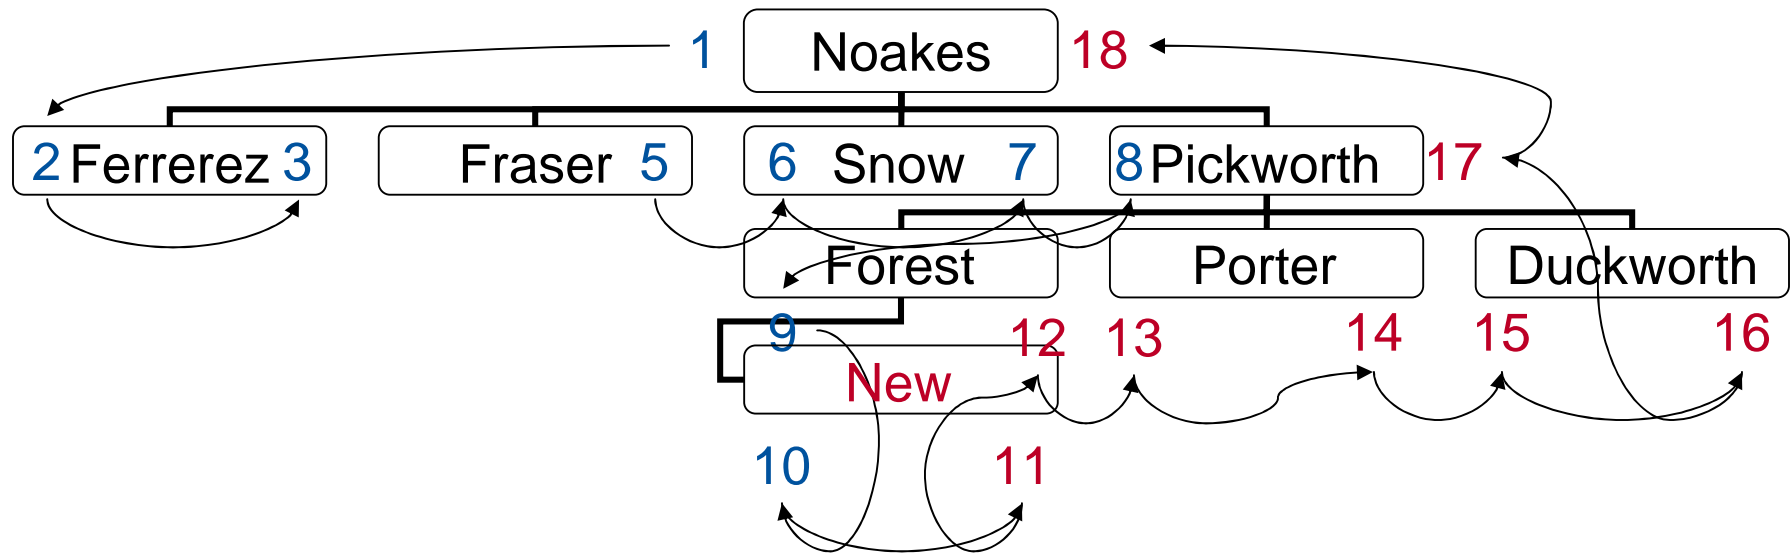 1 Noakes 18
2 Ferrerez 3 Fraser 5 6 Snow 7 8 Pickworth 17
Forest Porter Duckworth
9 12 13 14 15 16
New
10 11